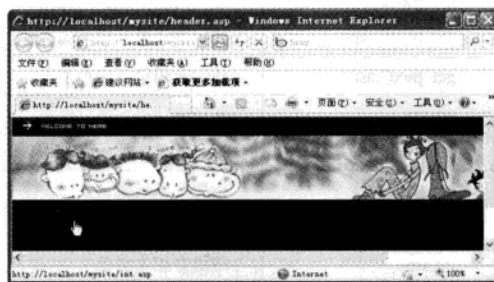 http://localhost/mysite/header.asp - Windows Internet Explorer
localhost
文件(F) 编辑(E) 查看(V) 收藏夹(A) 工具(T) 帮助(H)
收藏夹 建议网站 获取更多加载项
http://localhost/mysite/he... 页面(P) 安全(S) 工具(O)
WELCOME TO HERE
http://localhost/mysite/int.asp Internet 100%